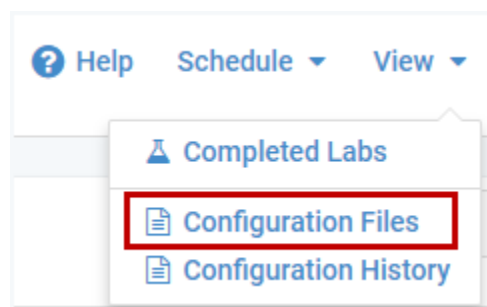 Help Schedule View
Completed Labs
Configuration Files
Configuration History